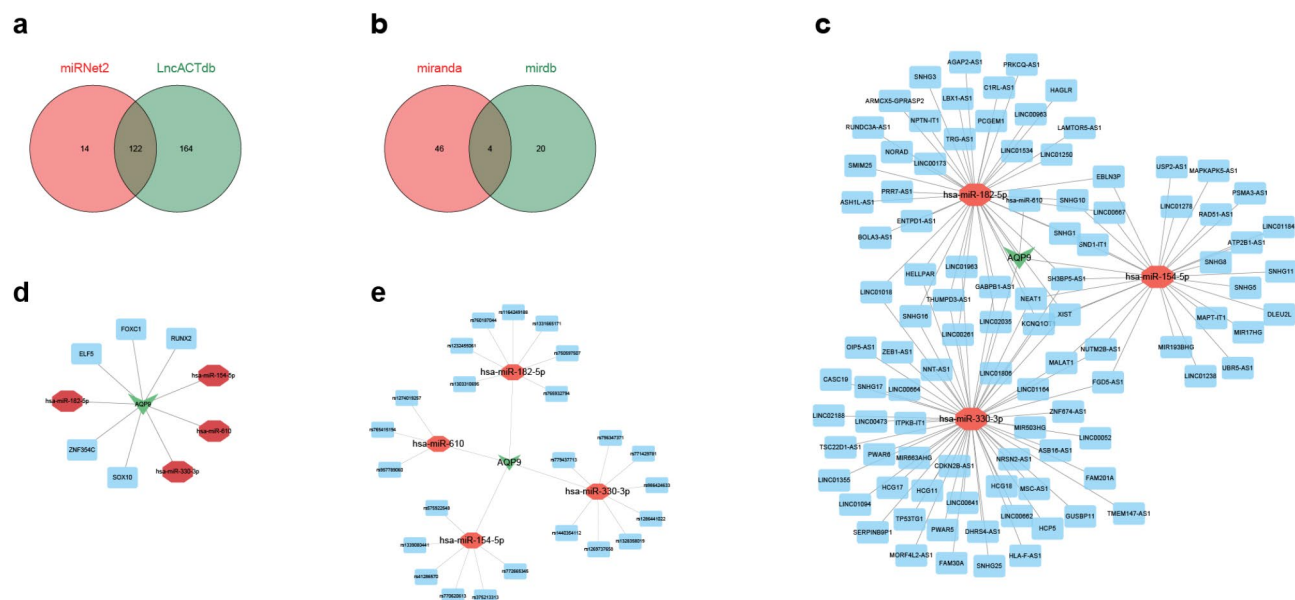 a
miRNet2
LncACTdb
14
122
164
b
miranda
mirdb
46
4
20
c
AGAP2-AS1
PRKCQ-AS1
SNHG3
C1RL-AS1
HAGLR
ARMCX5-GPRASP2
LBX1-AS1
RUNDC3A-AS1
NPTN-IT1
PCGEM1
LINC00963
LAMTOR5-AS1
TRG-AS1
NORAD
LINC01534
LINC01250
SMIM25
LINC00173
EBLN3P
USP2-AS1
MAPKAPK5-AS1
PRR7-AS1
hsa-miR-182-5p
hsa-miR-610
SNHG10
LINC01278
PSMA3-AS1
ASH1L-AS1
LINC00667
RAD51-AS1
ENTPD1-AS1
LINC01184
BOLA3-AS1
SNHG1
SND1-IT1
ATP2B1-AS1
AQP9
SNHG8
HELLPAR
LINC01963
SH3BP5-AS1
hsa-miR-154-5p
SNHG11
LINC01018
GABPB1-AS1
SNHG5
THUMPD3-AS1
NEAT1
DLEU2L
SNHG16
LINC02035
KCNQ1OT1
XIST
MAPT-IT1
MIR17HG
LINC00261
OIP5-AS1
ZEB1-AS1
NUTM2B-AS1
MIR193BHG
NNT-AS1
LINC01806
MALAT1
UBR5-AS1
CASC19
SNHG17
LINC00664
LINC01164
FGD5-AS1
LINC01238
LINC02188
LINC00473
ITPKB-IT1
hsa-miR-330-3p
ZNF674-AS1
MIR503HG
LINC00052
TSC22D1-AS1
PWAR6
MIR663AHG
NRSN2-AS1
ASB16-AS1
LINC01355
CDKN2B-AS1
FAM201A
HCG17
HCG11
HCG18
MSC-AS1
LINC01094
LINC00641
TMEM147-AS1
SERPINB9P1
TP53TG1
LINC00662
GUSBP11
PWAR5
DHRS4-AS1
HCP5
MORF4L2-AS1
FAM30A
SNHG25
HLA-F-AS1
d
FOXC1
RUNX2
ELF5
hsa-miR-154-5p
hsa-miR-182-5p
AQP9
hsa-miR-610
ZNF354C
hsa-miR-330-3p
SOX10
e
hsa-miR-182-5p
hsa-miR-610
AQP9
hsa-miR-330-3p
hsa-miR-154-5p